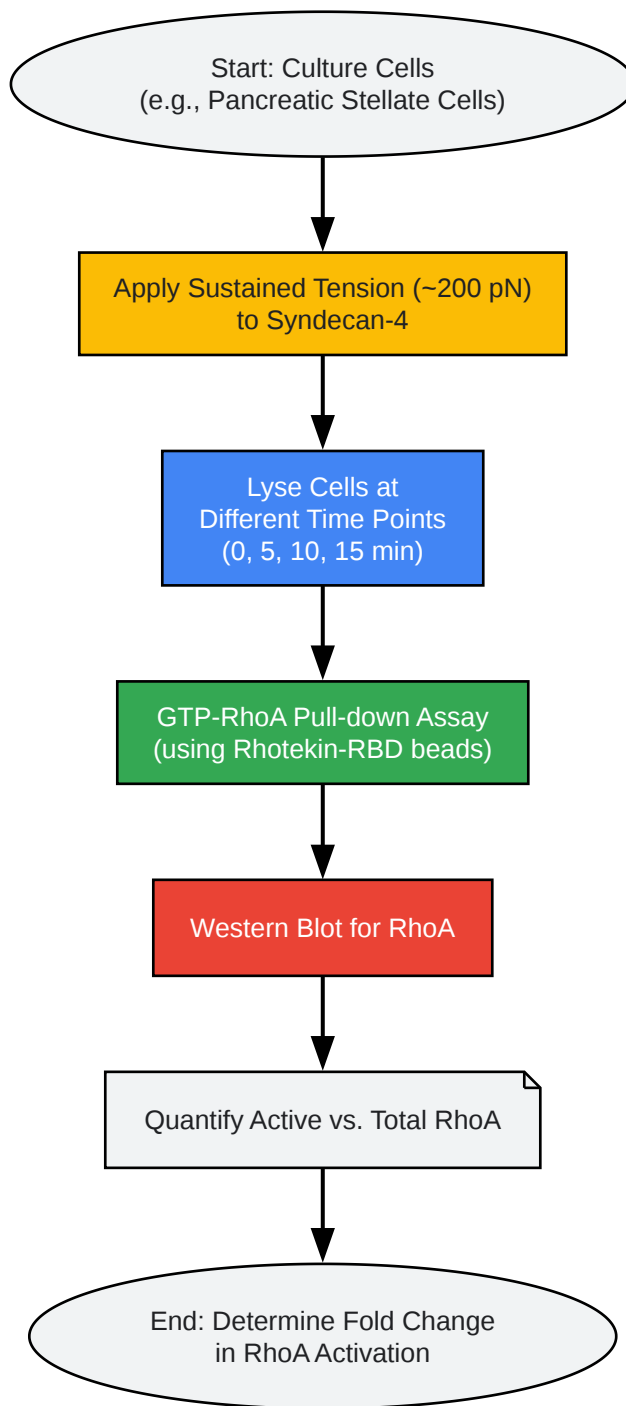 Start: Culture Cells
(e.g., Pancreatic Stellate Cells)
Apply Sustained Tension (~200 pN)
to Syndecan-4
Lyse Cells at
Different Time Points
(0, 5, 10, 15 min)
GTP-RhoA Pull-down Assay
(using Rhotekin-RBD beads)
Western Blot for RhoA
Quantify Active vs. Total RhoA
End: Determine Fold Change
in RhoA Activation